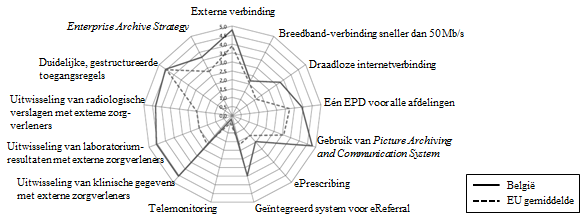 Externe verbinding
Enterprise Archive Strategy
Breedband-verbinding sneller dan 50 Mb/s
Duidelijke, gestructureerde
toegangsregels
Draadloze internetverbinding
Uitwisseling van radiologische
verslagen met externe zorg-
verleners
Eén EPD voor alle afdelingen
Uitwisseling van laboratorium-
resultaten met externe zorgverleners
Gebruik van Picture Archiving
and Communication System
Uitwisseling van klinische gegevens
met externe zorgverleners
ePrescribing
Telemonitoring
Geïntegreerd system voor eReferral
5,0
4,5
4,0
3,5
3,0
2,5
2,0
1,5
1,0
0,5
0,0
België
EU gemiddelde